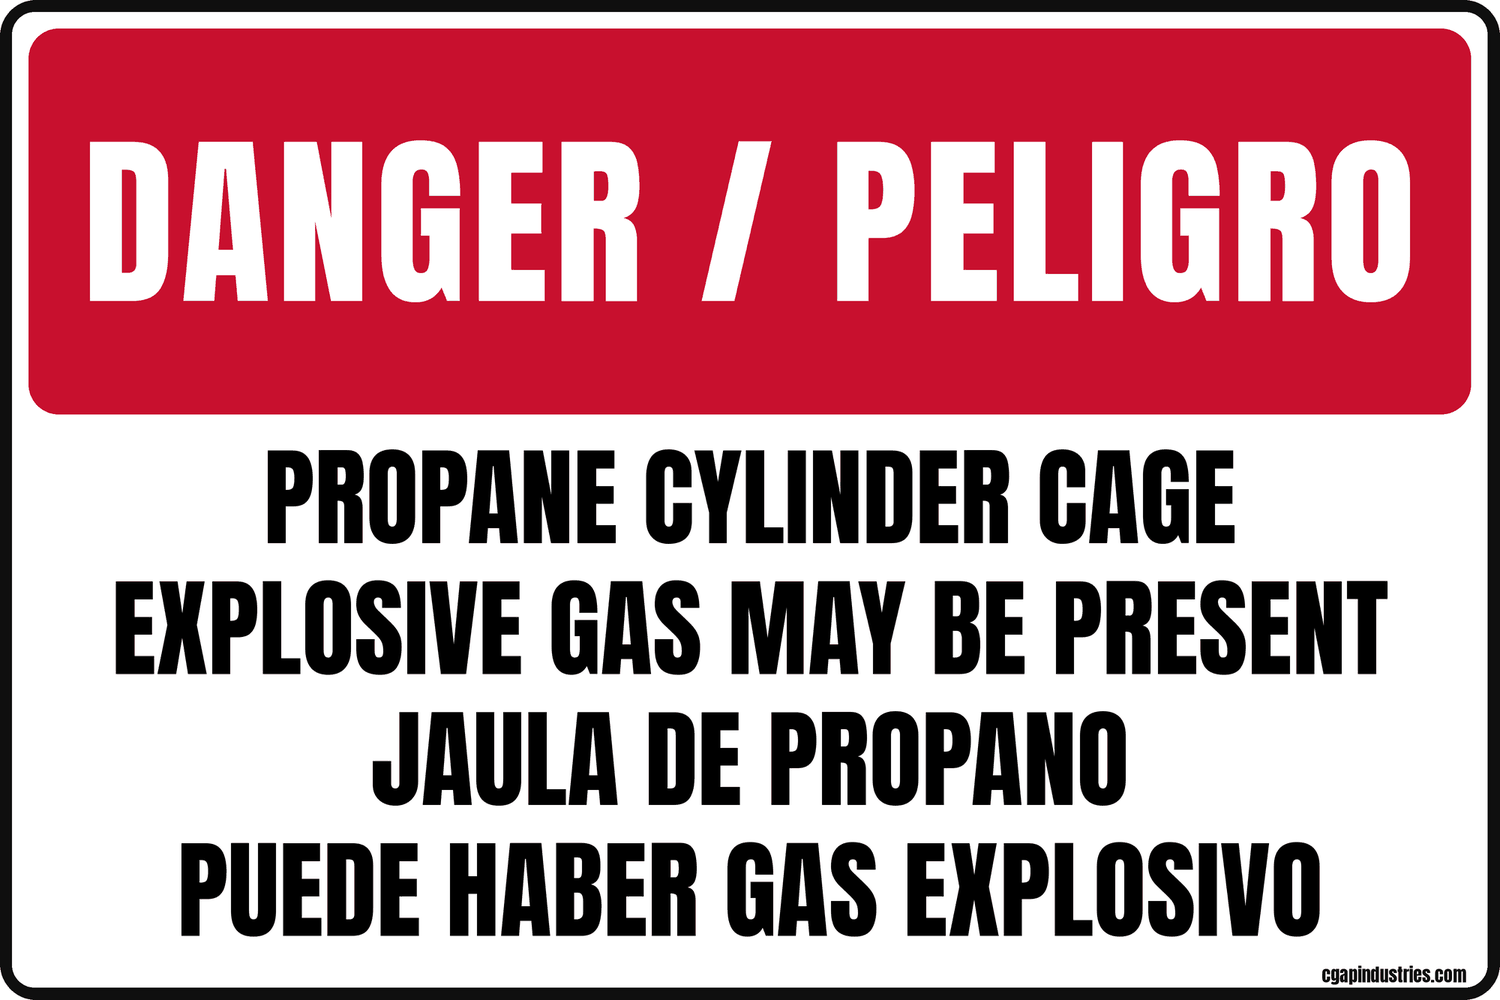 DANGER / PELIGRO
PROPANE CYLINDER CAGE
EXPLOSIVE GAS MAY BE PRESENT
JAULA DE PROPANO
PUEDE HABER GAS EXPLOSIVO
cgapindustries.com